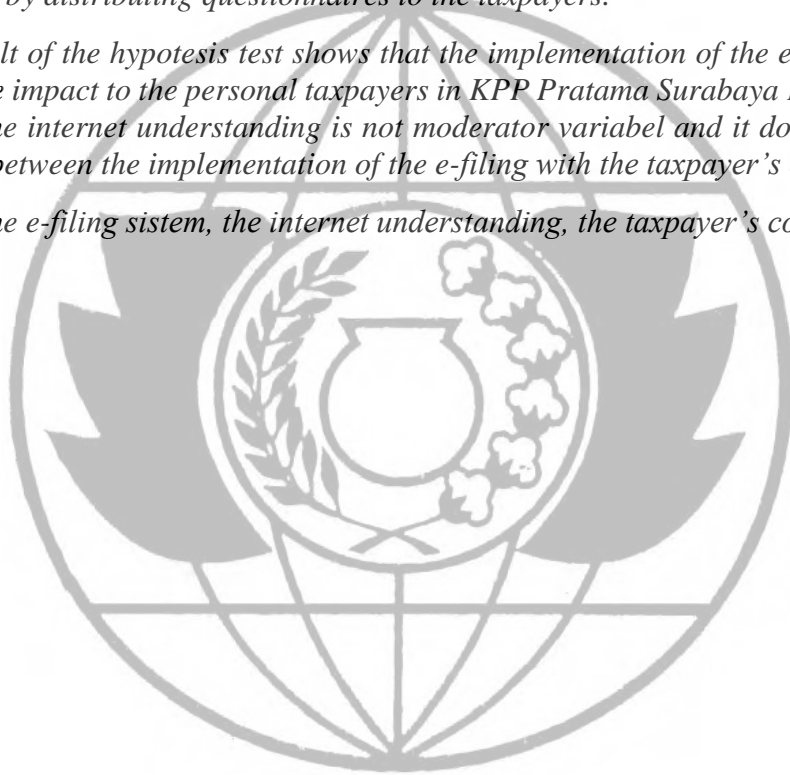 by distributing questionnaires to the taxpayers.
lt of the hypotesis test shows that the implementation of the e
e impact to the personal taxpayers in KPP Pratama Surabaya
he internet understanding is not moderator variabel and it do
between the implementation of the e-filing with the taxpayer's
he e-filing sistem, the internet understanding, the taxpayer's co